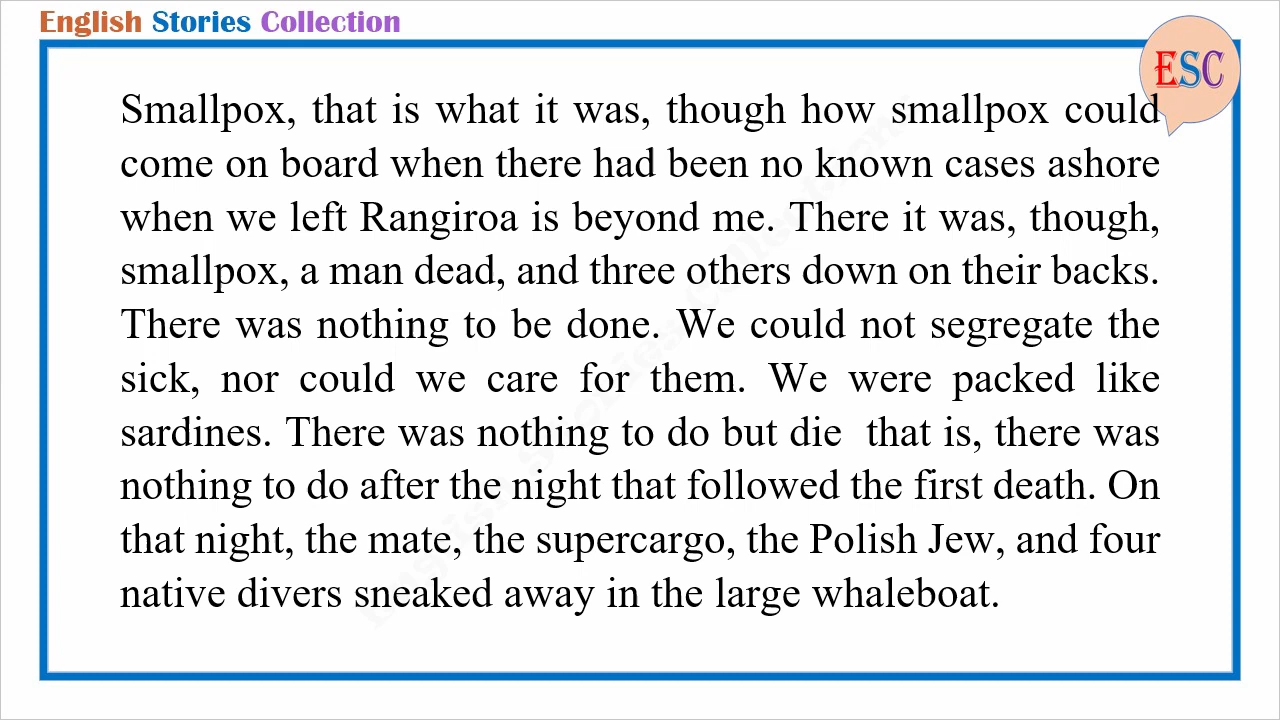 English Stories Collection
ESC
Smallpox, that is what it was, though how smallpox could
come on board when there had been no known cases ashore
when we left Rangiroa is beyond me. There it was, though,
smallpox, a man dead, and three others down on their backs.
There was nothing to be done. We could not segregate the
sick, nor could we care for them. We were packed like
sardines. There was nothing to do but die  that is, there was
nothing to do after the night that followed the first death. On
that night, the mate, the supercargo, the Polish Jew, and four
native divers sneaked away in the large whaleboat.